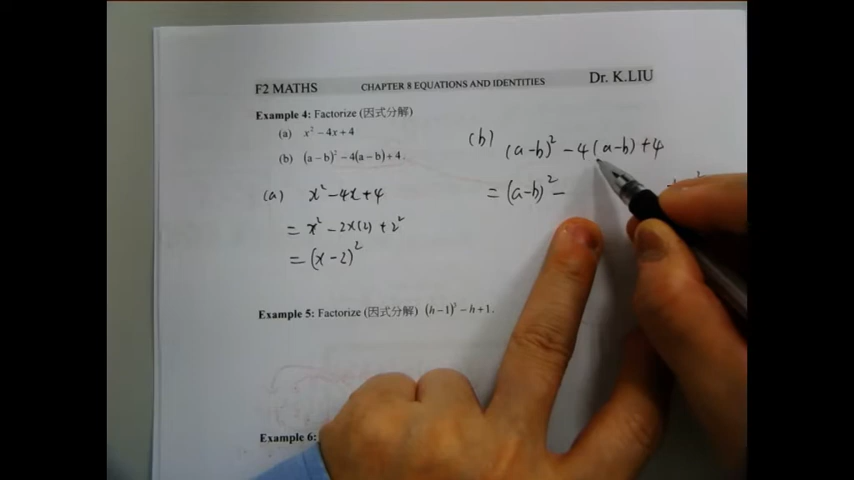 F2 MATHS CHAPTER 8 EQUATIONS AND IDENTITIES Dr. K.LIU
Example 4: Factorize (因式分解)
(a) x² − 4x + 4
(b) (a − b)² − 4(a − b) + 4.
(a) x² − 4x + 4
= x² − 2x(2) + 2²
= (x − 2)²
(b) (a − b)² − 4(a − b) + 4
= (a − b)² −
Example 5: Factorize (因式分解) (h − 1)² − h + 1.
Example 6: